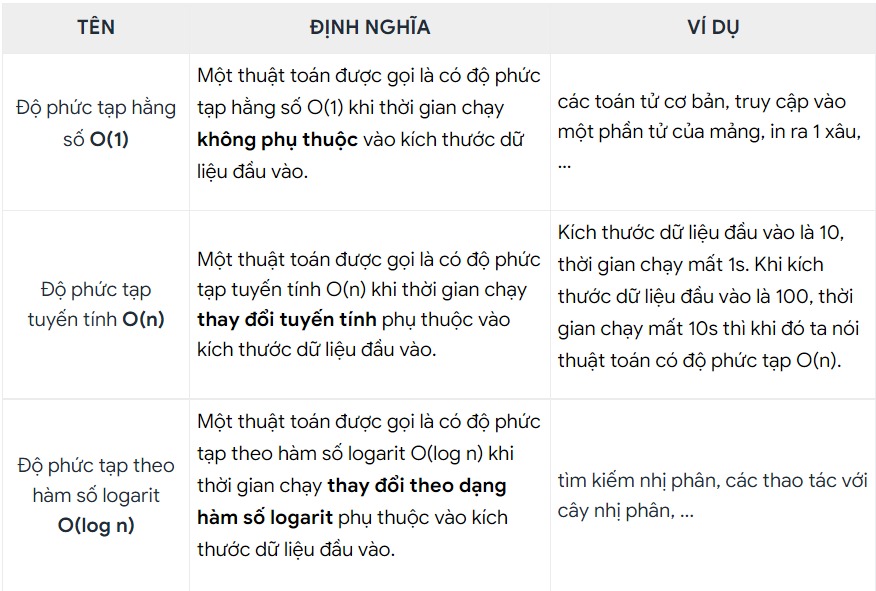 TÊN
ĐỊNH NGHĨA
VÍ DỤ
Độ phức tạp hằng
số O(1)
Một thuật toán được gọi là có độ phức
tạp hằng số O(1) khi thời gian chạy
không phụ thuộc vào kích thước dữ
liệu đầu vào.
các toán tử cơ bản, truy cập vào
một phần tử của mảng, in ra 1 xâu,
...
Độ phức tạp
tuyến tính O(n)
Một thuật toán được gọi là có độ phức
tạp tuyến tính O(n) khi thời gian chạy
thay đổi tuyến tính phụ thuộc vào
kích thước dữ liệu đầu vào.
Kích thước dữ liệu đầu vào là 10,
thời gian chạy mất 1s. Khi kích
thước dữ liệu đầu vào là 100, thời
gian chạy mất 10s thì khi đó ta nói
thuật toán có độ phức tạp O(n).
Độ phức tạp theo
hàm số logarit
O(log n)
Một thuật toán được gọi là có độ phức
tạp theo hàm số logarit O(log n) khi
thời gian chạy thay đổi theo dạng
hàm số logarit phụ thuộc vào kích
thước dữ liệu đầu vào.
tìm kiếm nhị phân, các thao tác với
cây nhị phân, ...